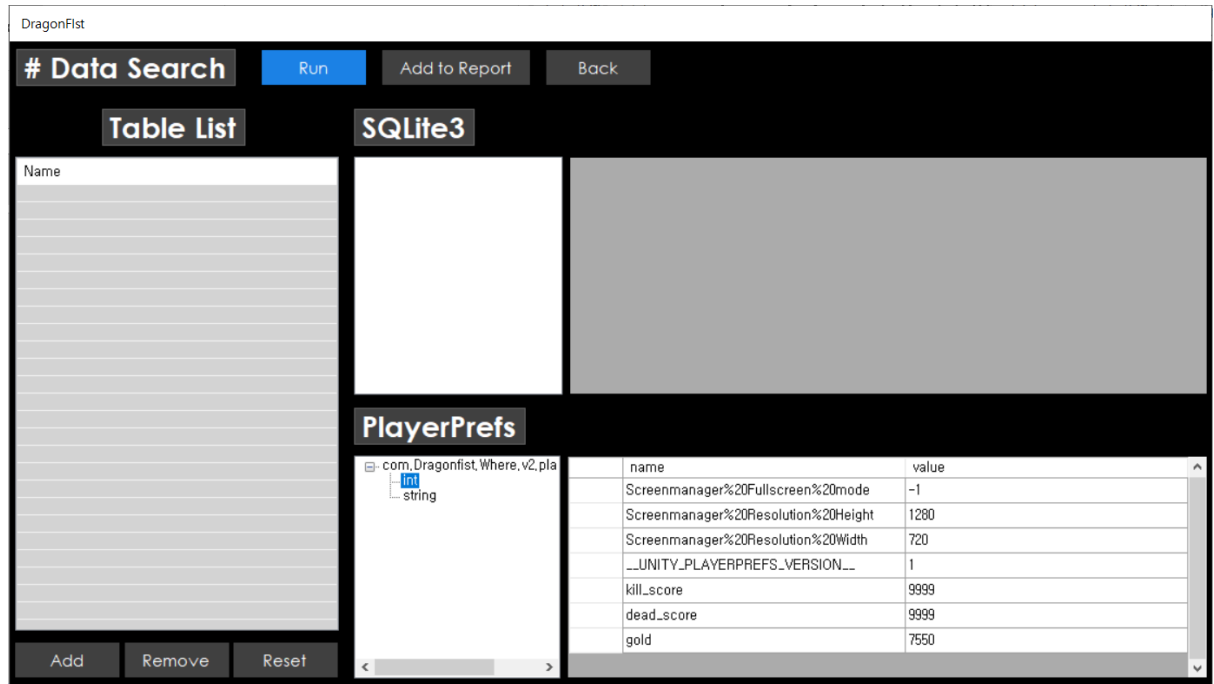 DragonFIst
# Data Search Run Add to Report Back
Table List
SQLite3
Name
PlayerPrefs
com,Dragonfist,Where,v2,pla
int
string
name value
Screenmanager%20Fullscreen%20mode -1
Screenmanager%20Resolution%20Height 1280
Screenmanager%20Resolution%20Width 720
__UNITY_PLAYERPREFS_VERSION__ 1
kill_score 9999
dead_score 9999
gold 7550
Add Remove Reset